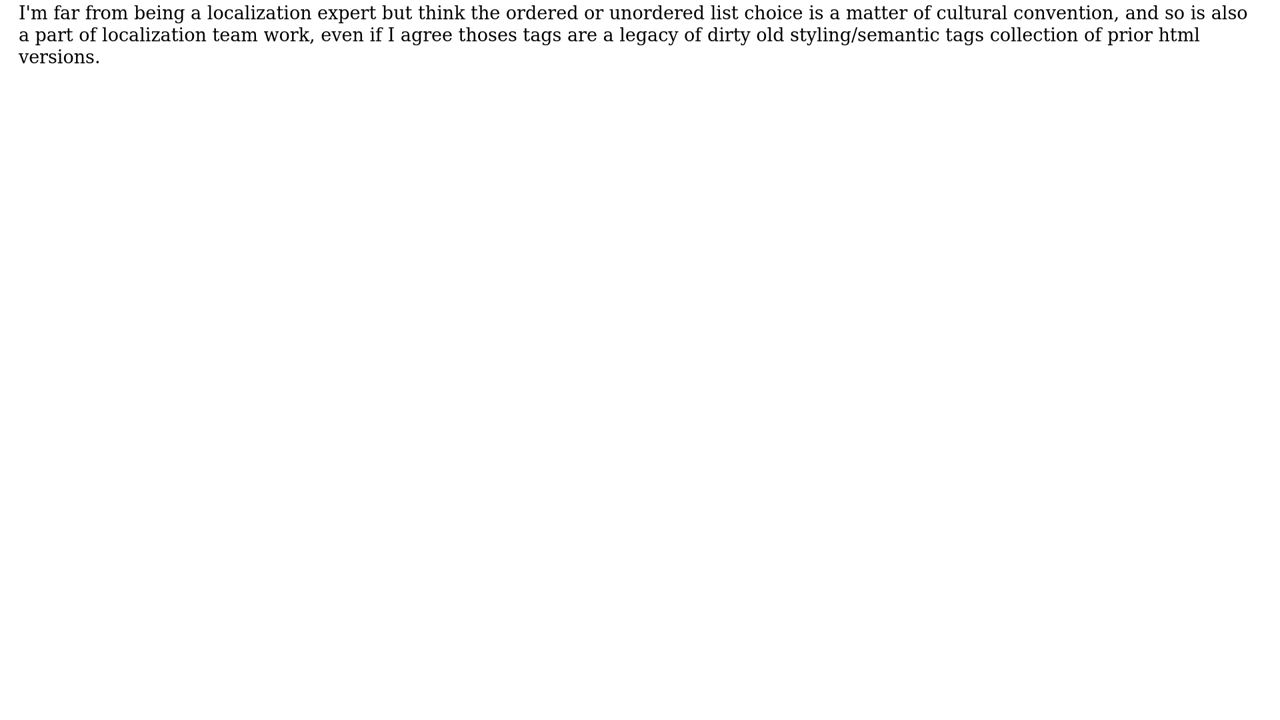 I'm far from being a localization expert but think the ordered or unordered list choice is a matter of cultural convention, and so is also
a part of localization team work, even if I agree thoses tags are a legacy of dirty old styling/semantic tags collection of prior html
versions.